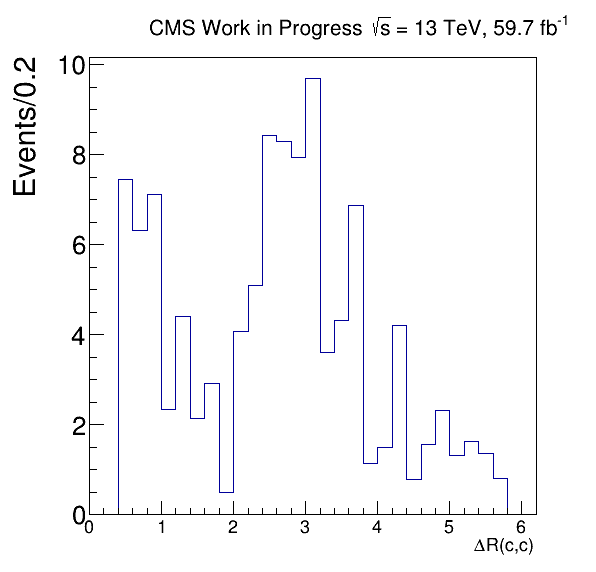 CMS Work in Progress √s = 13 TeV, 59.7 fb⁻¹
Events/0.2
10
8
6
4
2
0
0 1 2 3 4 5 6
ΔR(c,c)